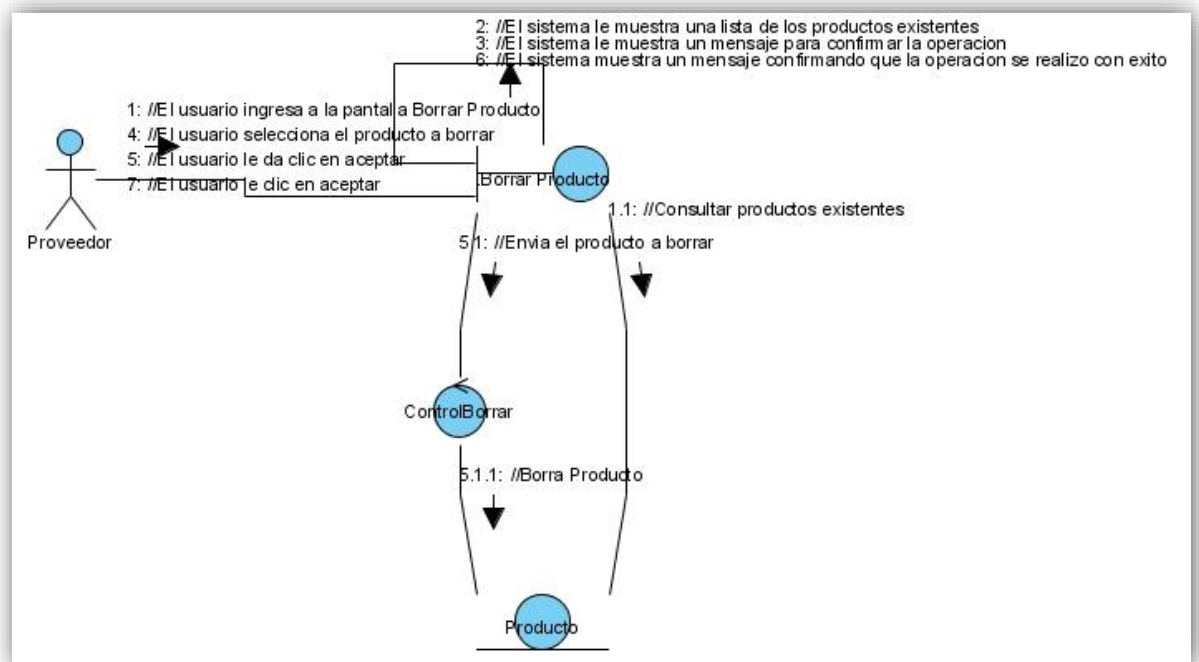 2: //El sistema le muestra una lista de los productos existentes
3: //El sistema le muestra un mensaje para confirmar la operacion
6: //El sistema muestra un mensaje confirmando que la operacion se realizo con exito
1: //El usuario ingresa a la pantalla Borrar Producto
4: //El usuario selecciona el producto a borrar
5: //El usuario le da clic en aceptar
7: //El usuario le clic en aceptar
:Borrar Producto
1.1: //Consultar productos existentes
Proveedor
5.1: //Envia el producto a borrar
ControlBorrar
5.1.1: //Borra Producto
Producto